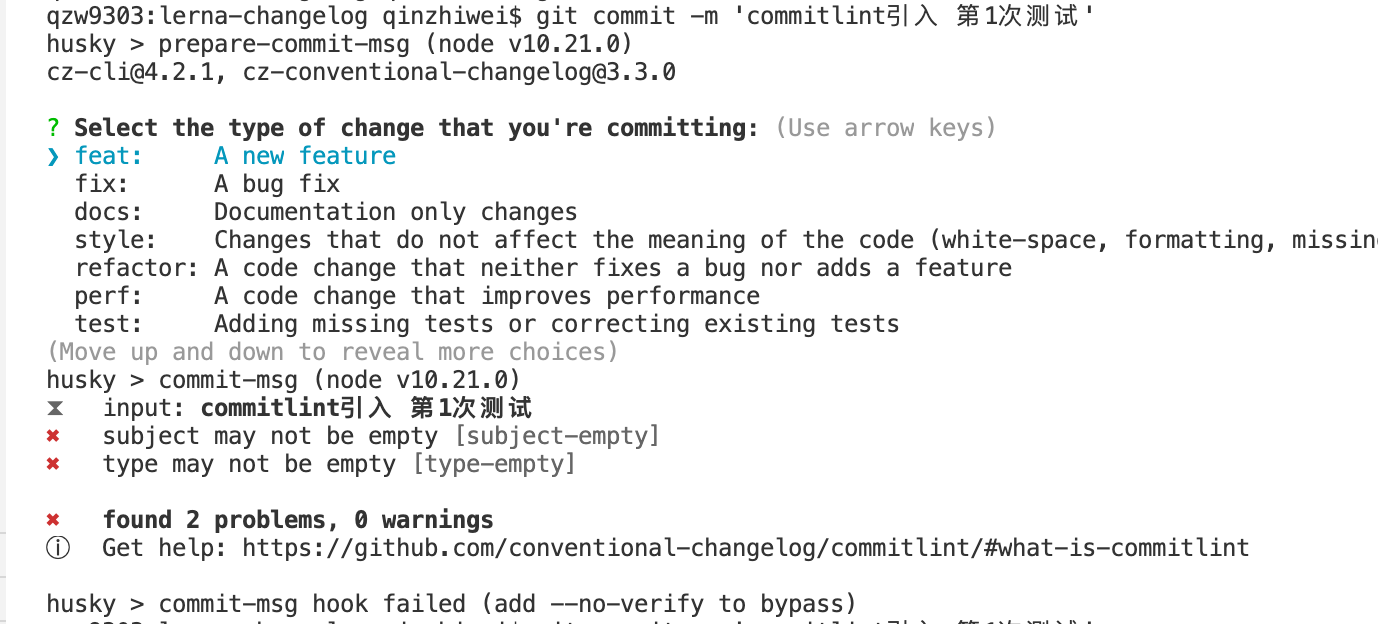 qzw9303:lerna-changelog qinzhiwei$ git commit -m 'commitlint引入 第1次测试'
husky > prepare-commit-msg (node v10.21.0)
cz-cli@4.2.1, cz-conventional-changelog@3.3.0
? Select the type of change that you're committing: (Use arrow keys)
❯ feat:     A new feature
  fix:      A bug fix
  docs:     Documentation only changes
  style:    Changes that do not affect the meaning of the code (white-space, formatting, missin
  refactor: A code change that neither fixes a bug nor adds a feature
  perf:     A code change that improves performance
  test:     Adding missing tests or correcting existing tests
(Move up and down to reveal more choices)
husky > commit-msg (node v10.21.0)
⧗   input: commitlint引入 第1次测试
✖   subject may not be empty [subject-empty]
✖   type may not be empty [type-empty]
✖   found 2 problems, 0 warnings
ⓘ   Get help: https://github.com/conventional-changelog/commitlint/#what-is-commitlint
husky > commit-msg hook failed (add --no-verify to bypass)